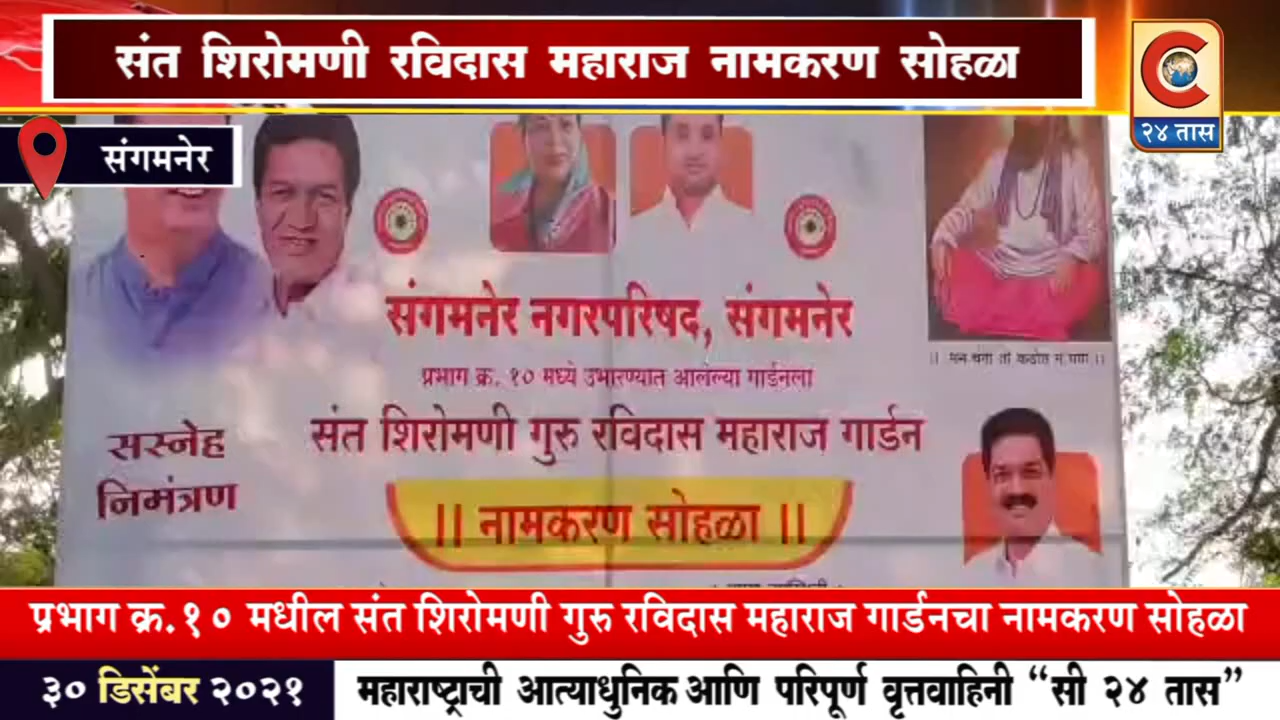 संत शिरोमणी रविदास महाराज नामकरण सोहळा
२४ तास
संगमनेर
संगमनेर नगरपरिषद, संगमनेर
प्रभाग क्र. १० मध्ये उभारण्यात आलेल्या गार्डनला
संत शिरोमणी गुरु रविदास महाराज गार्डन
सस्नेह
निमंत्रण
|| नामकरण सोहळा ||
प्रभाग क्र.१० मधील संत शिरोमणी गुरु रविदास महाराज गार्डनचा नामकरण सोहळा
३० डिसेंबर २०२१
महाराष्ट्राची आत्याधुनिक आणि परिपूर्ण वृत्तवाहिनी “सी २४ तास”